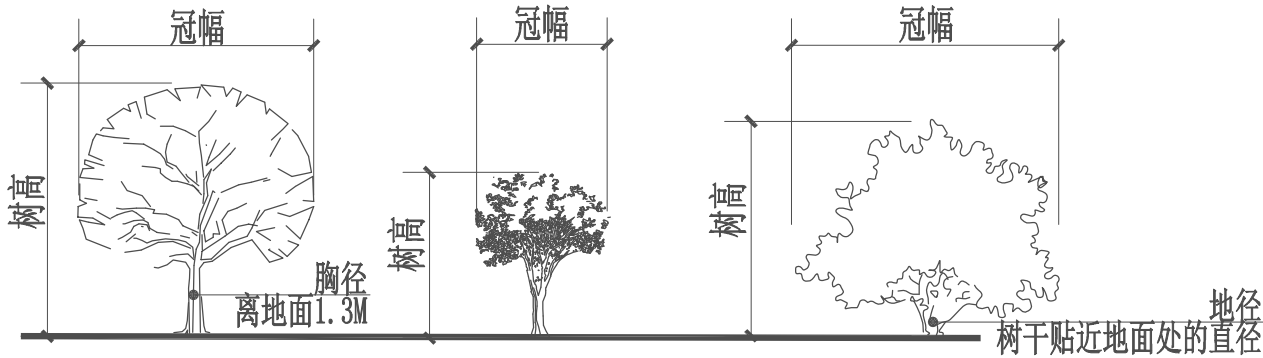 冠幅
冠幅
冠幅
树高
树高
树高
胸径
离地面1.3M
地径
树干贴近地面处的直径